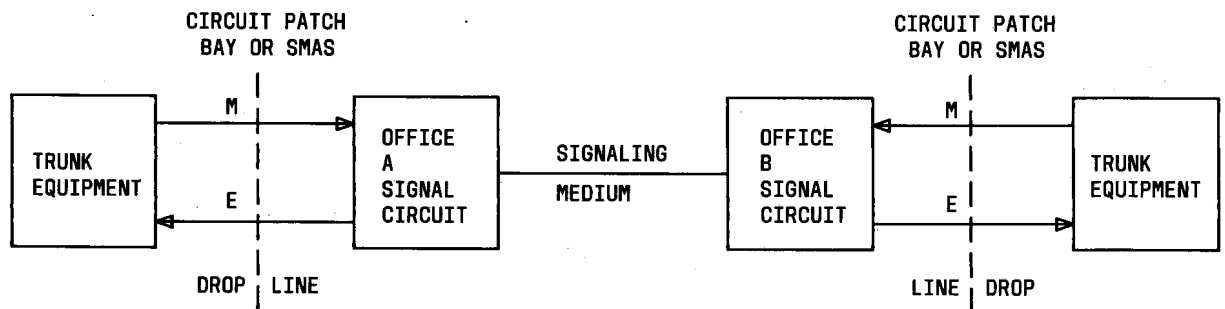 CIRCUIT PATCH
BAY OR SMAS
CIRCUIT PATCH
BAY OR SMAS
TRUNK
EQUIPMENT
M
E
OFFICE
A
SIGNAL
CIRCUIT
SIGNALING
MEDIUM
OFFICE
B
SIGNAL
CIRCUIT
M
E
TRUNK
EQUIPMENT
DROP
LINE
LINE
DROP